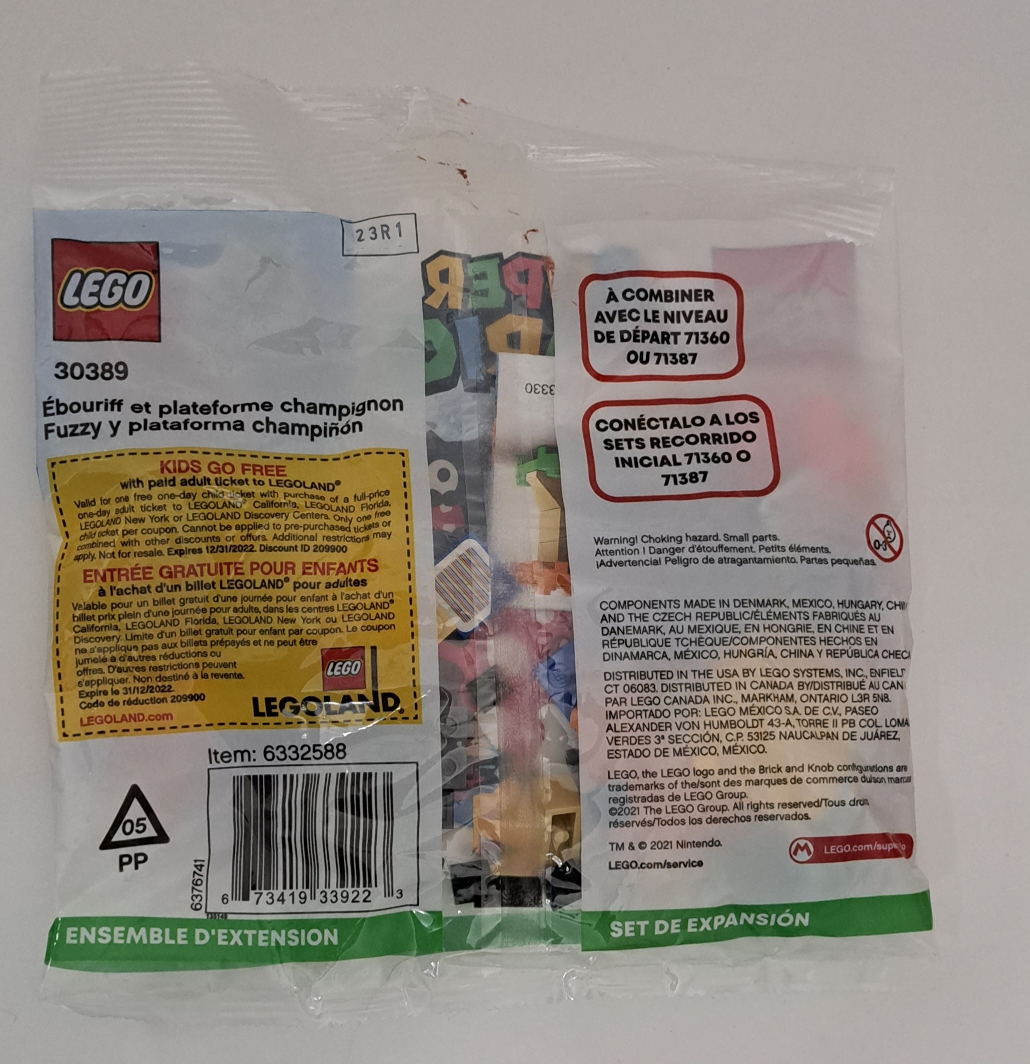 23R1
LEGO
30389
Ébouriff et plateforme champignon
Fuzzy y plataforma champiñón
KIDS GO FREE
with paid adult ticket to LEGOLAND®
Valid for one free one-day child ticket with purchase of a full-price
one-day adult ticket to LEGOLAND® California, LEGOLAND Florida,
LEGOLAND New York or LEGOLAND Discovery Centers. Only one free
child ticket per coupon. Cannot be applied to pre-purchased tickets or
combined with other discounts or offers. Additional restrictions may
apply. Not for resale. Expires 12/31/2022. Discount ID 209900
ENTRÉE GRATUITE POUR ENFANTS
à l'achat d'un billet LEGOLAND® pour adultes
Valable pour un billet gratuit d'une journée pour enfant à l'achat d'un
billet prix plein d'une journée pour adulte, dans les centres LEGOLAND®
California, LEGOLAND Florida, LEGOLAND New York ou LEGOLAND
Discovery. Limite d'un billet gratuit pour enfant par coupon. Le coupon
ne s'applique pas aux billets prépayés et ne peut être
jumelé à d'autres réductions ou
offres. D'autres restrictions peuvent
s'appliquer. Non destiné à la revente.
Expire le 31/12/2022.
Code de réduction 209900
LEGOLAND.com
LEGO
LEGOLAND.
Item: 6332588
05
PP
6376741
6 73419 33922 3
ENSEMBLE D'EXTENSION
À COMBINER
AVEC LE NIVEAU
DE DÉPART 71360
OU 71387
CONÉCTALO A LOS
SETS RECORRIDO
INICIAL 71360 O
71387
Warning! Choking hazard. Small parts.
Attention ! Danger d'étouffement. Petits éléments.
¡Advertencia! Peligro de atragantamiento. Partes pequeñas.
0-3
COMPONENTS MADE IN DENMARK, MEXICO, HUNGARY, CHI
AND THE CZECH REPUBLIC/ÉLÉMENTS FABRIQUÉS AU
DANEMARK, AU MEXIQUE, EN HONGRIE, EN CHINE ET EN
RÉPUBLIQUE TCHÈQUE/COMPONENTES HECHOS EN
DINAMARCA, MÉXICO, HUNGRÍA, CHINA Y REPÚBLICA CHEC
DISTRIBUTED IN THE USA BY LEGO SYSTEMS, INC., ENFIELD
CT 06083. DISTRIBUTED IN CANADA BY/DISTRIBUÉ AU CAN
PAR LEGO CANADA INC., MARKHAM, ONTARIO L3R 5N8.
IMPORTADO POR: LEGO MÉXICO S.A. DE C.V., PASEO
ALEXANDER VON HUMBOLDT 43-A, TORRE II PB COL. LOMA
VERDES 3ª SECCIÓN, C.P. 53125 NAUCALPAN DE JUÁREZ,
ESTADO DE MÉXICO, MÉXICO.
LEGO, the LEGO logo and the Brick and Knob configurations are
trademarks of the/sont des marques de commerce du/son marcas
registradas de LEGO Group.
©2021 The LEGO Group. All rights reserved/Tous droits
réservés/Todos los derechos reservados.
TM & © 2021 Nintendo.
LEGO.com/service
M LEGO.com/supe
SET DE EXPANSIÓN